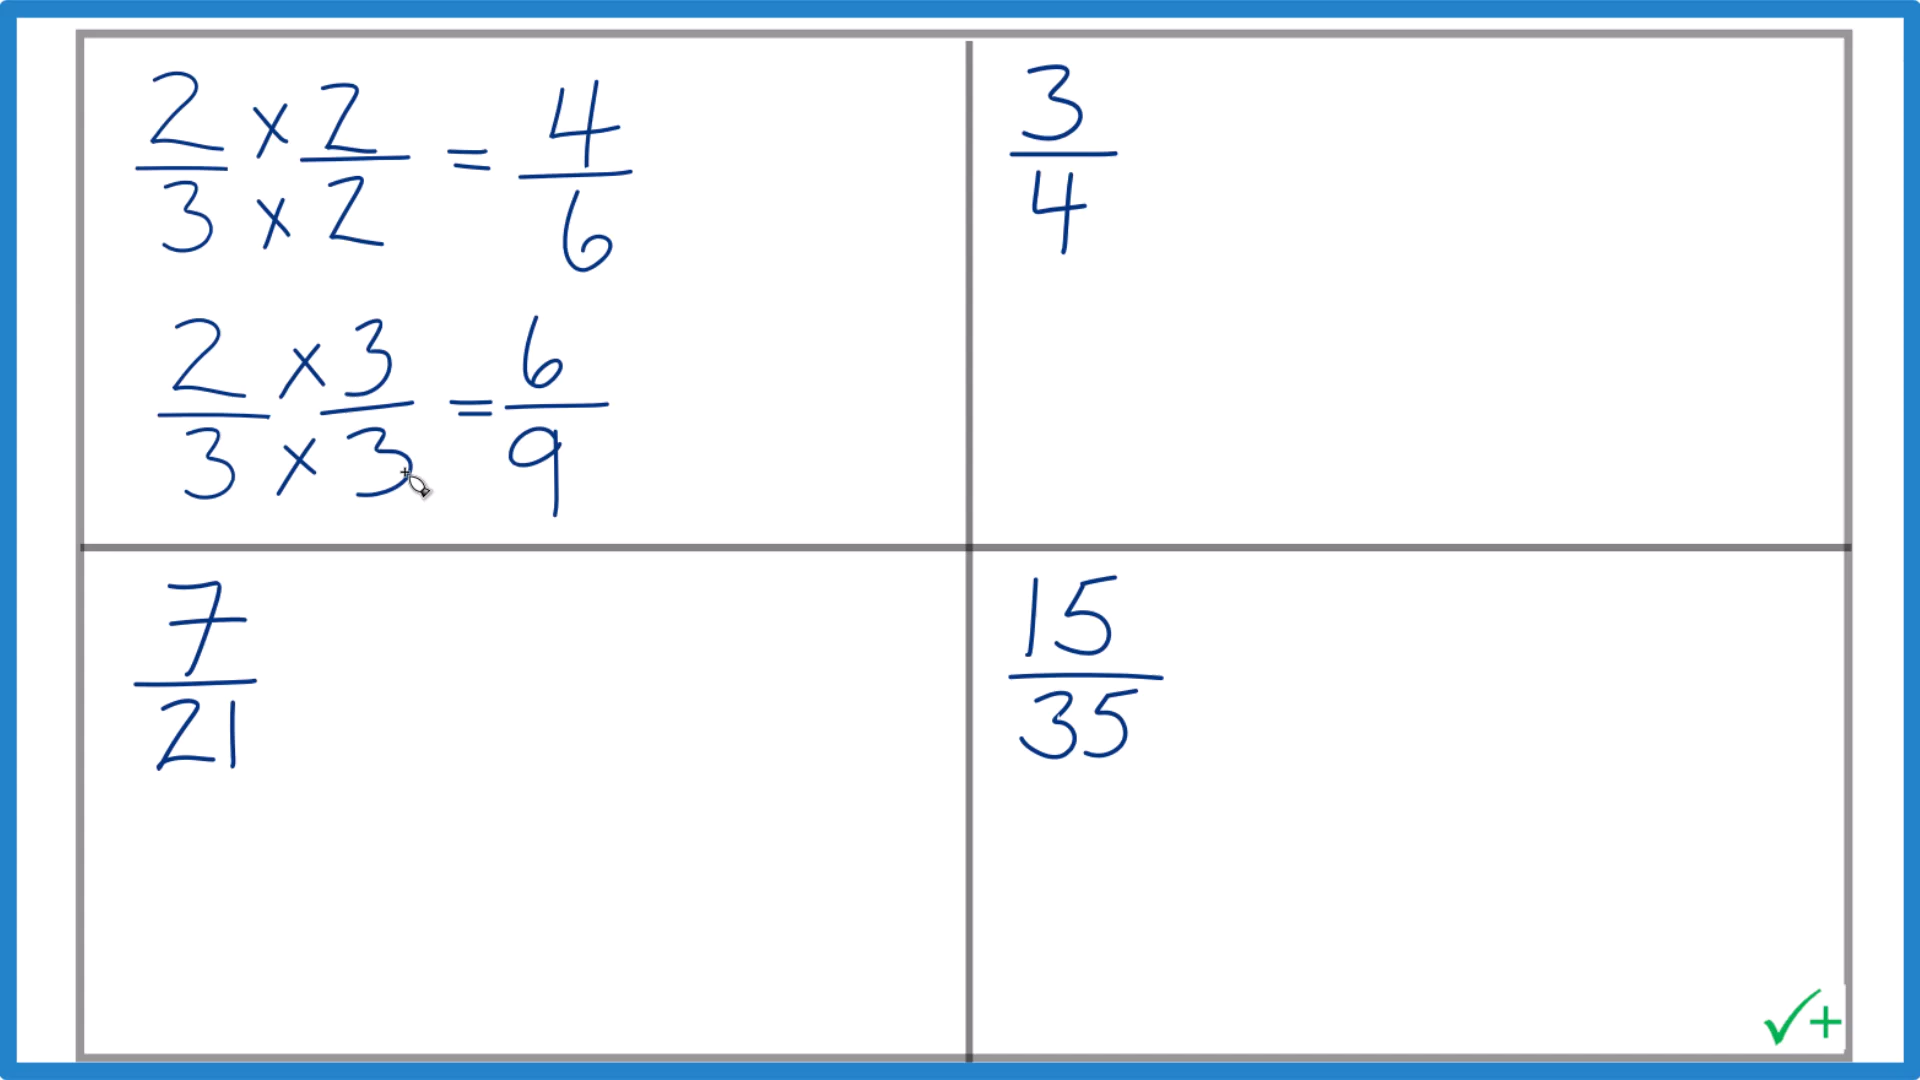 2/3 × 2/2 = 4/6
2/3 × 3/3 = 6/9
3/4
7/21
15/35